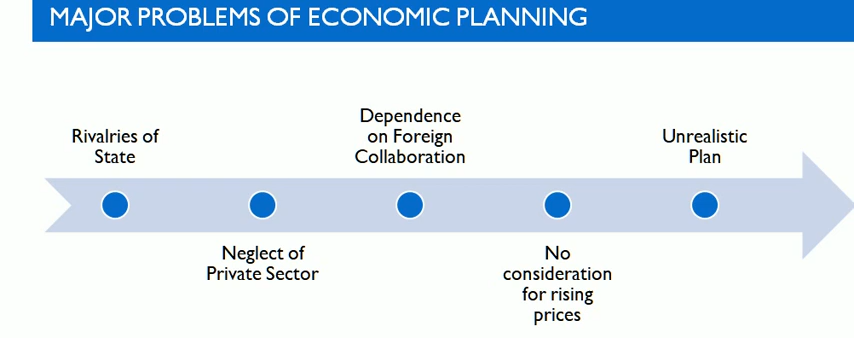 MAJOR PROBLEMS OF ECONOMIC PLANNING
Rivalries of
State
Neglect of
Private Sector
Dependence
on Foreign
Collaboration
No
consideration
for rising
prices
Unrealistic
Plan